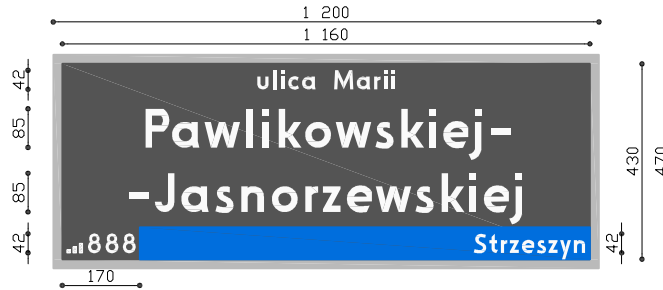 1 200
1 160
42
ulica Marii
85
Pawlikowskiej-
430
470
85
-Jasnorzewskiej
42
888
Strzeszyn
42
170